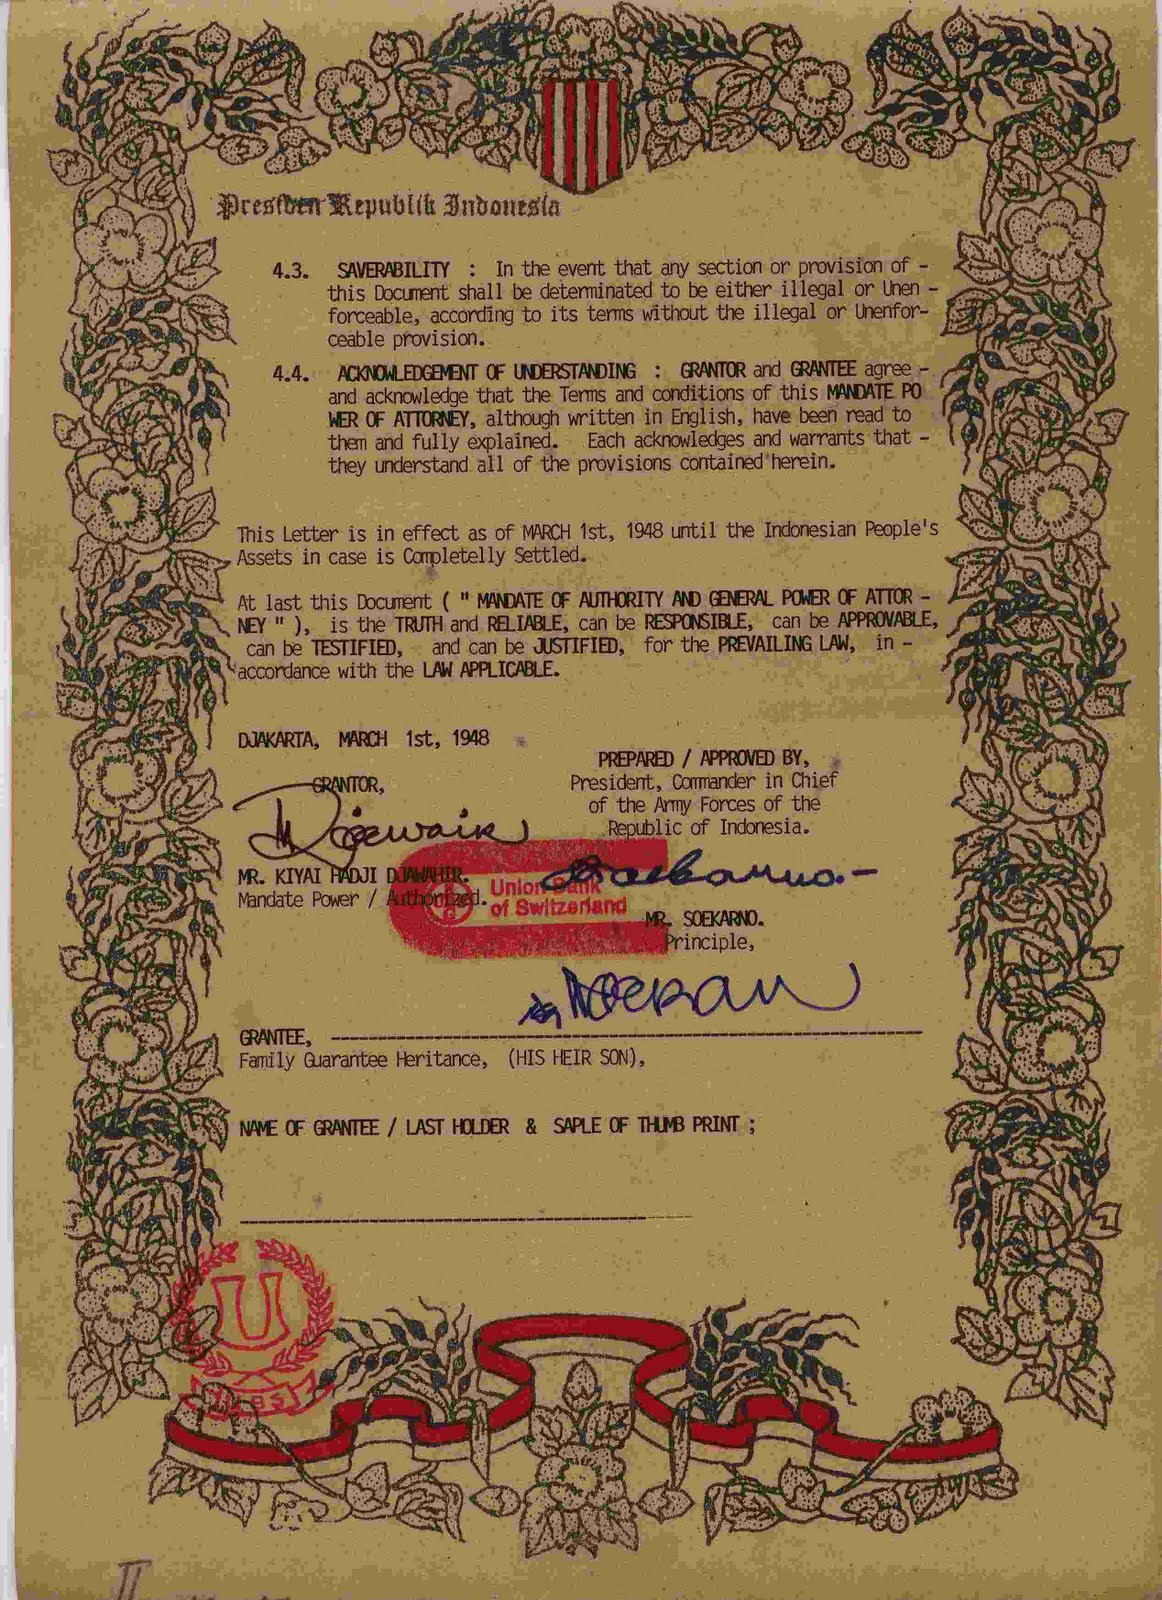 Presiden Republik Indonesia
4.3. SAVERABILITY : In the event that any section or provision of -
this Document shall be determinated to be either illegal or Unen -
forceable, according to its terms without the illegal or Unenfor-
ceable provision.
4.4. ACKNOWLEDGEMENT OF UNDERSTANDING : GRANTOR and GRANTEE agree -
and acknowledge that the Terms and conditions of this MANDATE PO
WER OF ATTORNEY, although written in English, have been read to
them and fully explained. Each acknowledges and warrants that -
they understand all of the provisions contained herein.
This Letter is in effect as of MARCH 1st, 1948 until the Indonesian People's
Assets in case is Completelly Settled.
At last this Document ( " MANDATE OF AUTHORITY AND GENERAL POWER OF ATTOR -
NEY " ), is the TRUTH and RELIABLE, can be RESPONSIBLE, can be APPROVABLE,
can be TESTIFIED, and can be JUSTIFIED, for the PREVAILING LAW, in -
accordance with the LAW APPLICABLE.
DJAKARTA, MARCH 1st, 1948
PREPARED / APPROVED BY,
GRANTOR,
President, Commander in Chief
of the Army Forces of the
Republic of Indonesia.
MR. KIYAI HADJI DJAWAHIR.
Mandate Power / Authorized.
Union Bank
of Switzerland
Soekarno.-
MR. SOEKARNO.
Principle,
GRANTEE,
Family Guarantee Heritance, (HIS HEIR SON),
NAME OF GRANTEE / LAST HOLDER & SAPLE OF THUMB PRINT ;
U
UBS
II